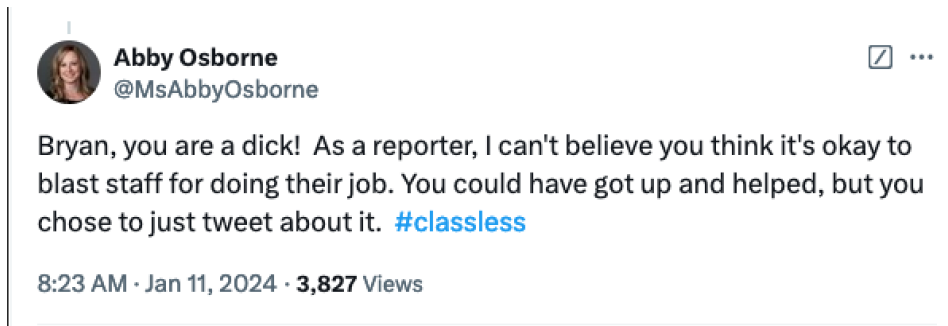 Abby Osborne
@MsAbbyOsborne
Bryan, you are a dick!  As a reporter, I can't believe you think it's okay to
blast staff for doing their job. You could have got up and helped, but you
chose to just tweet about it.  #classless
8:23 AM · Jan 11, 2024 · 3,827 Views